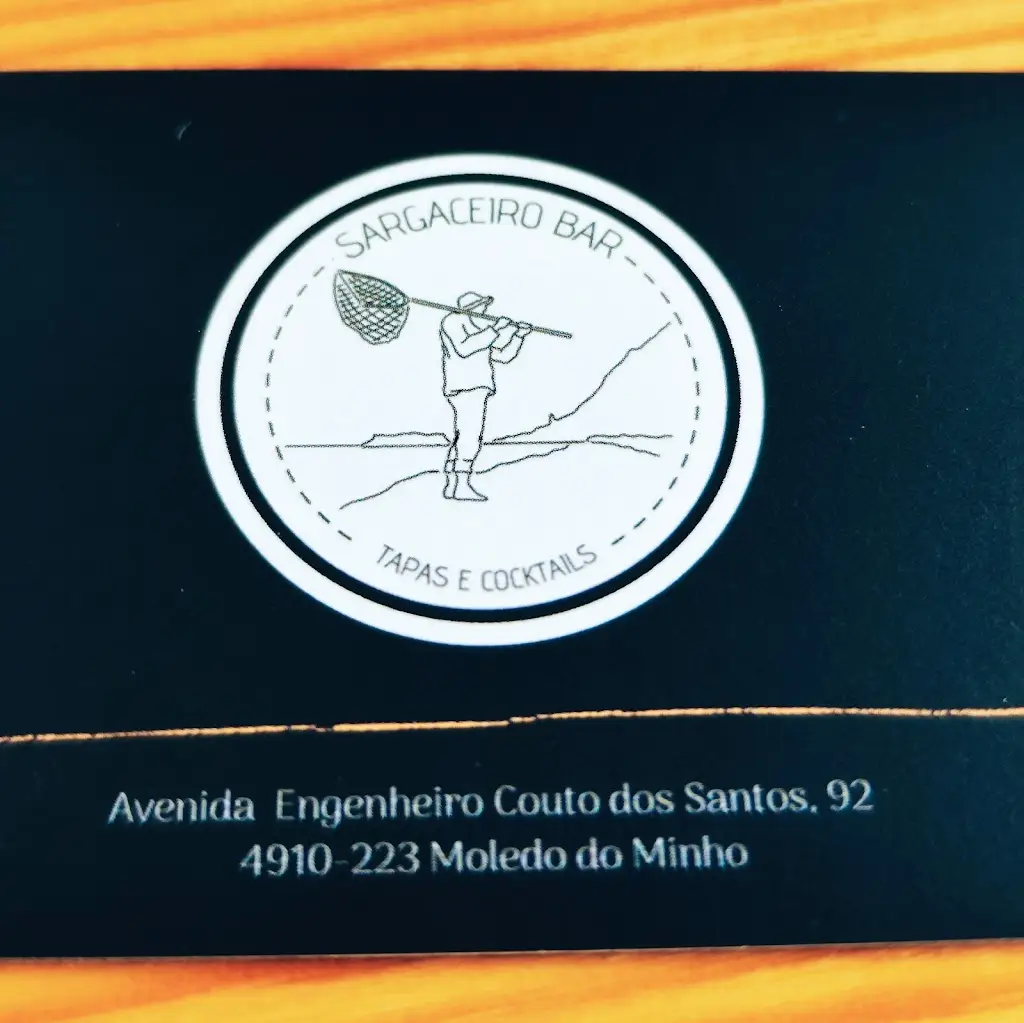 SARGACEIRO BAR
TAPAS E COCKTAILS
Avenida Engenheiro Couto dos Santos, 92
4910-223 Moledo do Minho